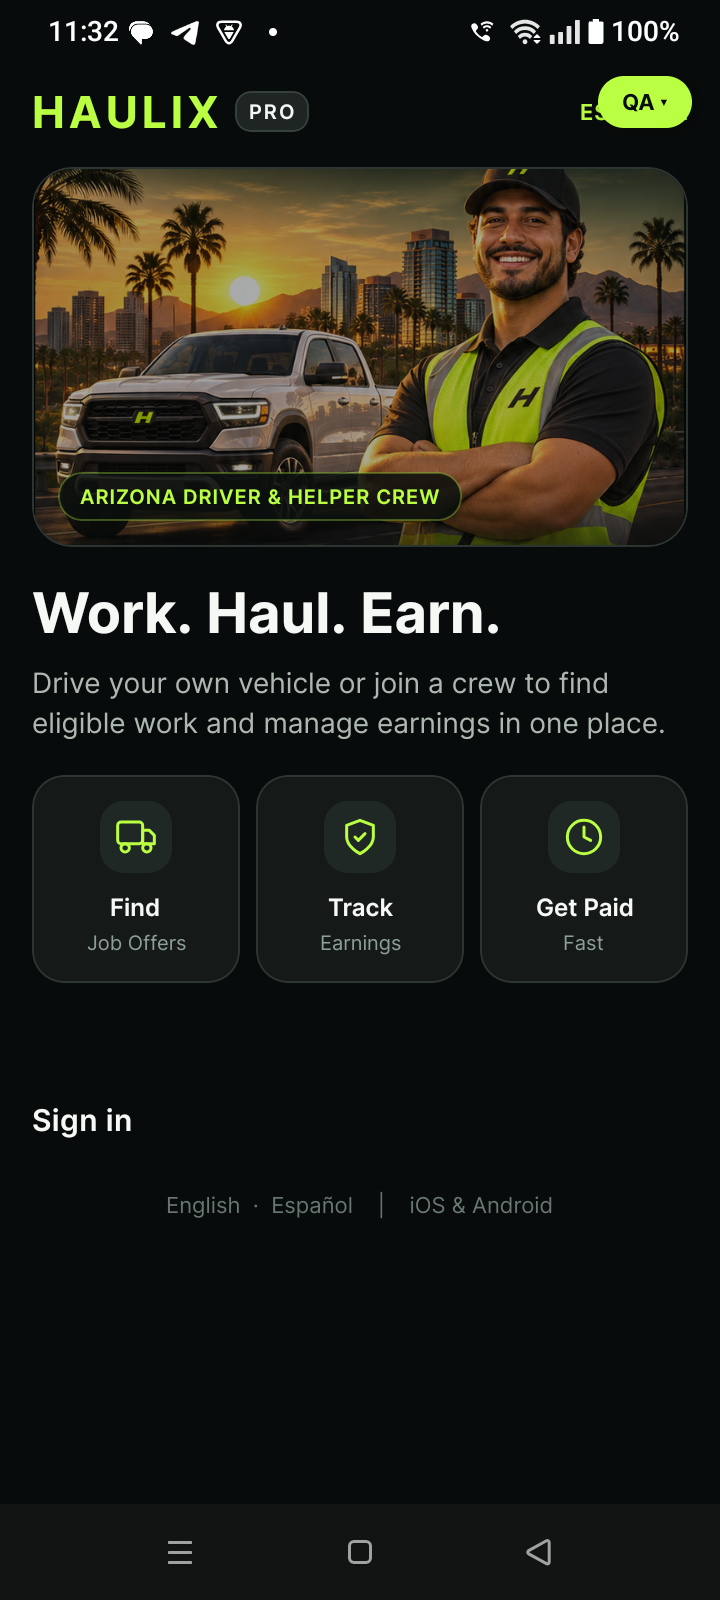 11:32
100%
HAULIX PRO
QA
ARIZONA DRIVER & HELPER CREW
Work. Haul. Earn.
Drive your own vehicle or join a crew to find
eligible work and manage earnings in one place.
Find
Job Offers
Track
Earnings
Get Paid
Fast
Sign in
English · Español | iOS & Android